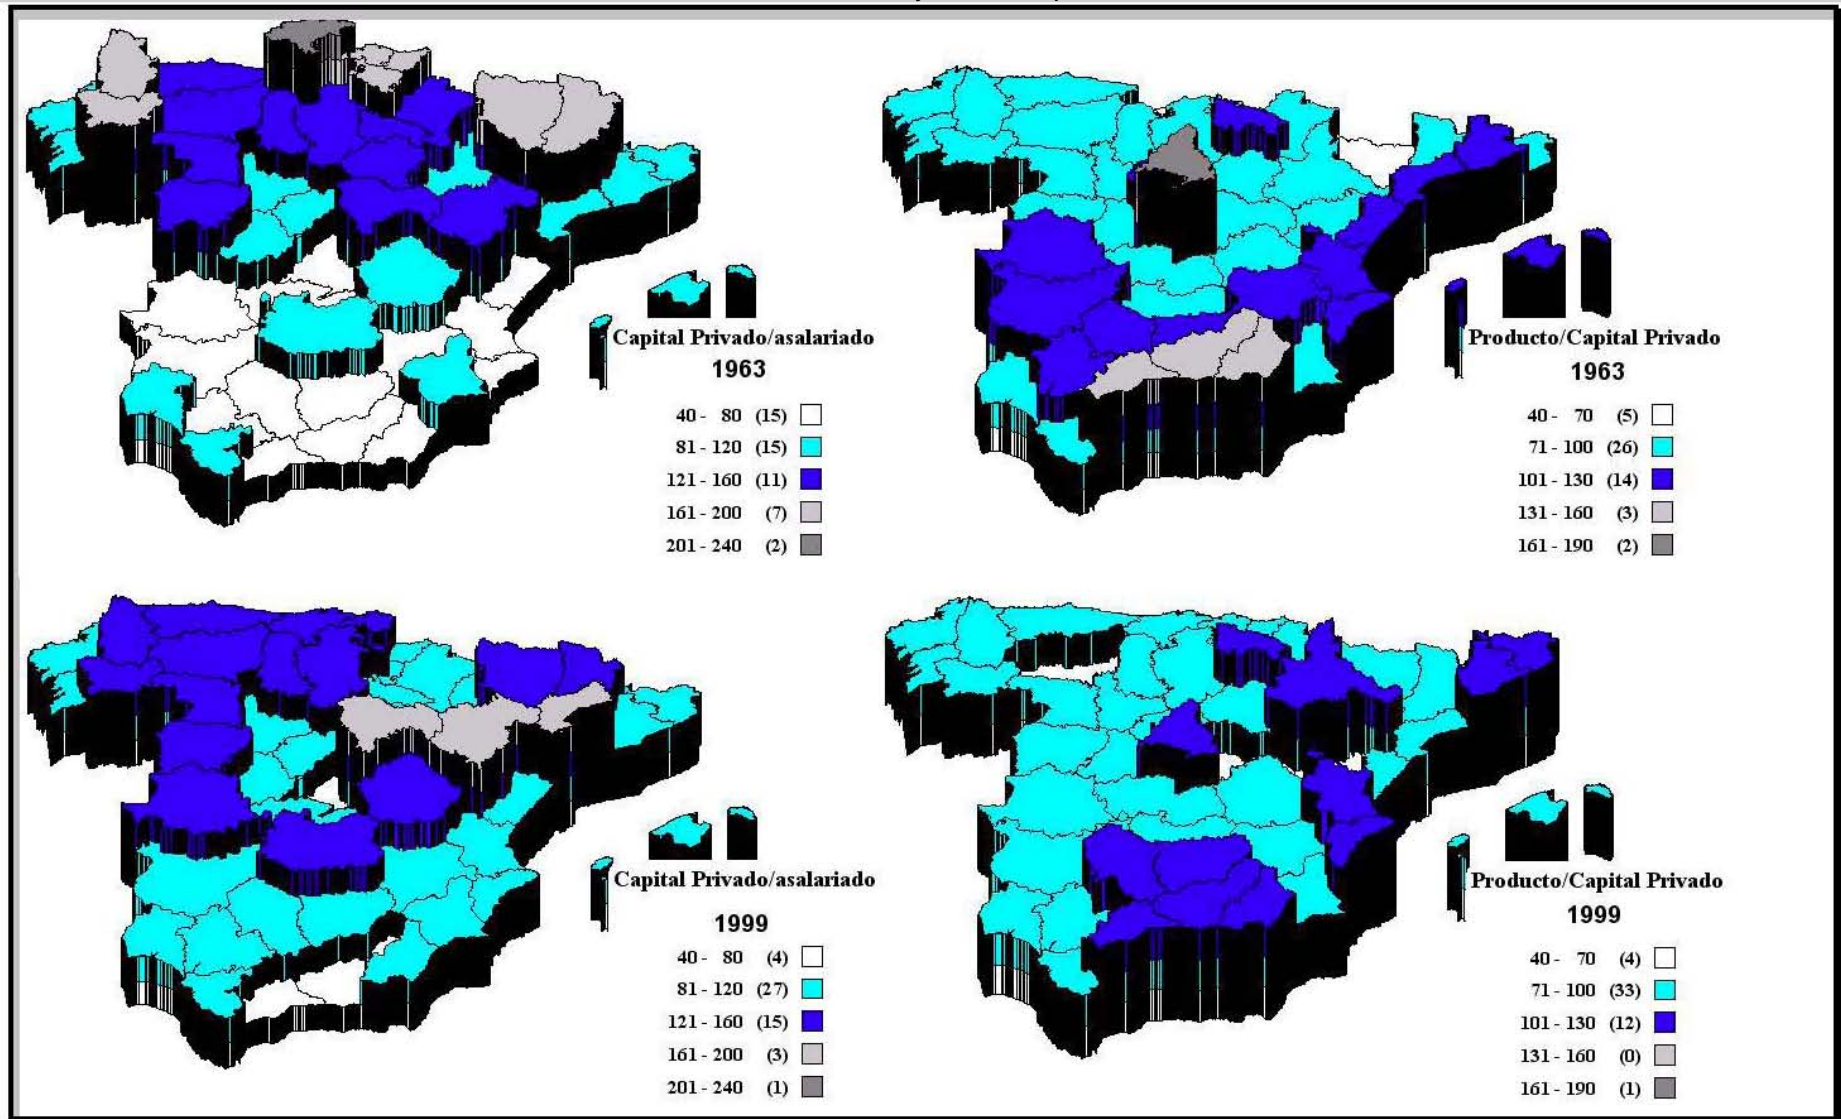 Capital Privado/asalariado
1963
40 - 80 (15)
81 - 120 (15)
121 - 160 (11)
161 - 200 (7)
201 - 240 (2)
Producto/Capital Privado
1963
40 - 70 (5)
71 - 100 (26)
101 - 130 (14)
131 - 160 (3)
161 - 190 (2)
Capital Privado/asalariado
1999
40 - 80 (4)
81 - 120 (27)
121 - 160 (15)
161 - 200 (3)
201 - 240 (1)
Producto/Capital Privado
1999
40 - 70 (4)
71 - 100 (33)
101 - 130 (12)
131 - 160 (0)
161 - 190 (1)